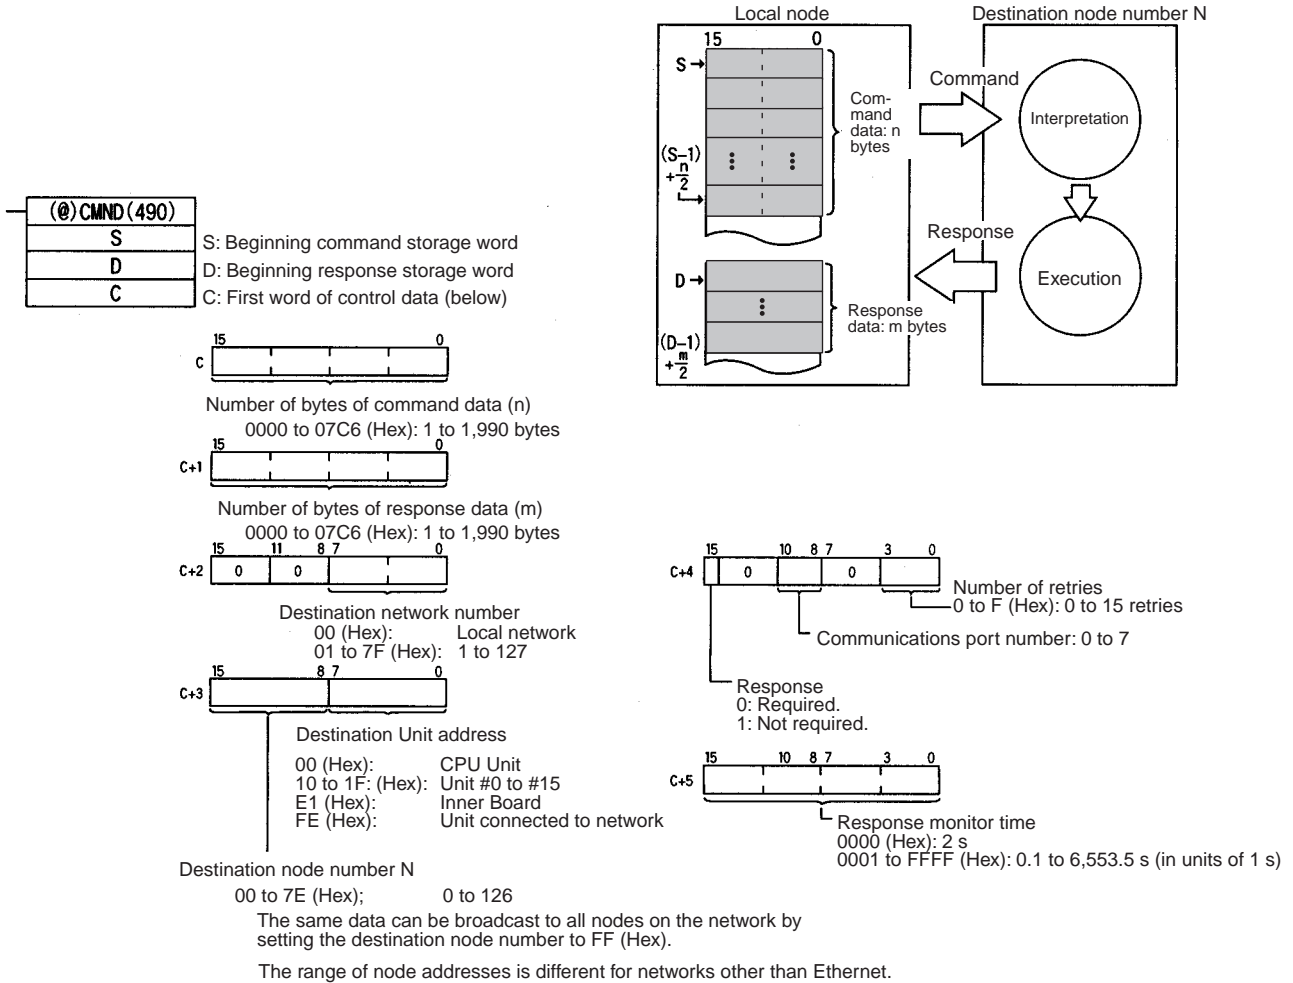 Local node
Destination node number N
15 0
S
Command
Com-
mand
data: n
bytes
Interpretation
(S–1)
+n/2
(@)CMND(490)
S
S: Beginning command storage word
D
D: Beginning response storage word
C
C: First word of control data (below)
Response
D
Execution
Response
data: m bytes
(D–1)
+m/2
15 0
C
Number of bytes of command data (n)
0000 to 07C6 (Hex): 1 to 1,990 bytes
15 0
C+1
Number of bytes of response data (m)
0000 to 07C6 (Hex): 1 to 1,990 bytes
15 11 8 7 0
C+2 0 0
Destination network number
00 (Hex): Local network
01 to 7F (Hex): 1 to 127
15 8 7 0
C+3
Destination Unit address
00 (Hex): CPU Unit
10 to 1F: (Hex): Unit #0 to #15
E1 (Hex): Inner Board
FE (Hex): Unit connected to network
Destination node number N
00 to 7E (Hex); 0 to 126
The same data can be broadcast to all nodes on the network by
setting the destination node number to FF (Hex).
The range of node addresses is different for networks other than Ethernet.
15 10 8 7 3 0
C+4 0 0
Number of retries
0 to F (Hex): 0 to 15 retries
Communications port number: 0 to 7
Response
0: Required.
1: Not required.
15 10 8 7 3 0
C+5
Response monitor time
0000 (Hex): 2 s
0001 to FFFF (Hex): 0.1 to 6,553.5 s (in units of 1 s)